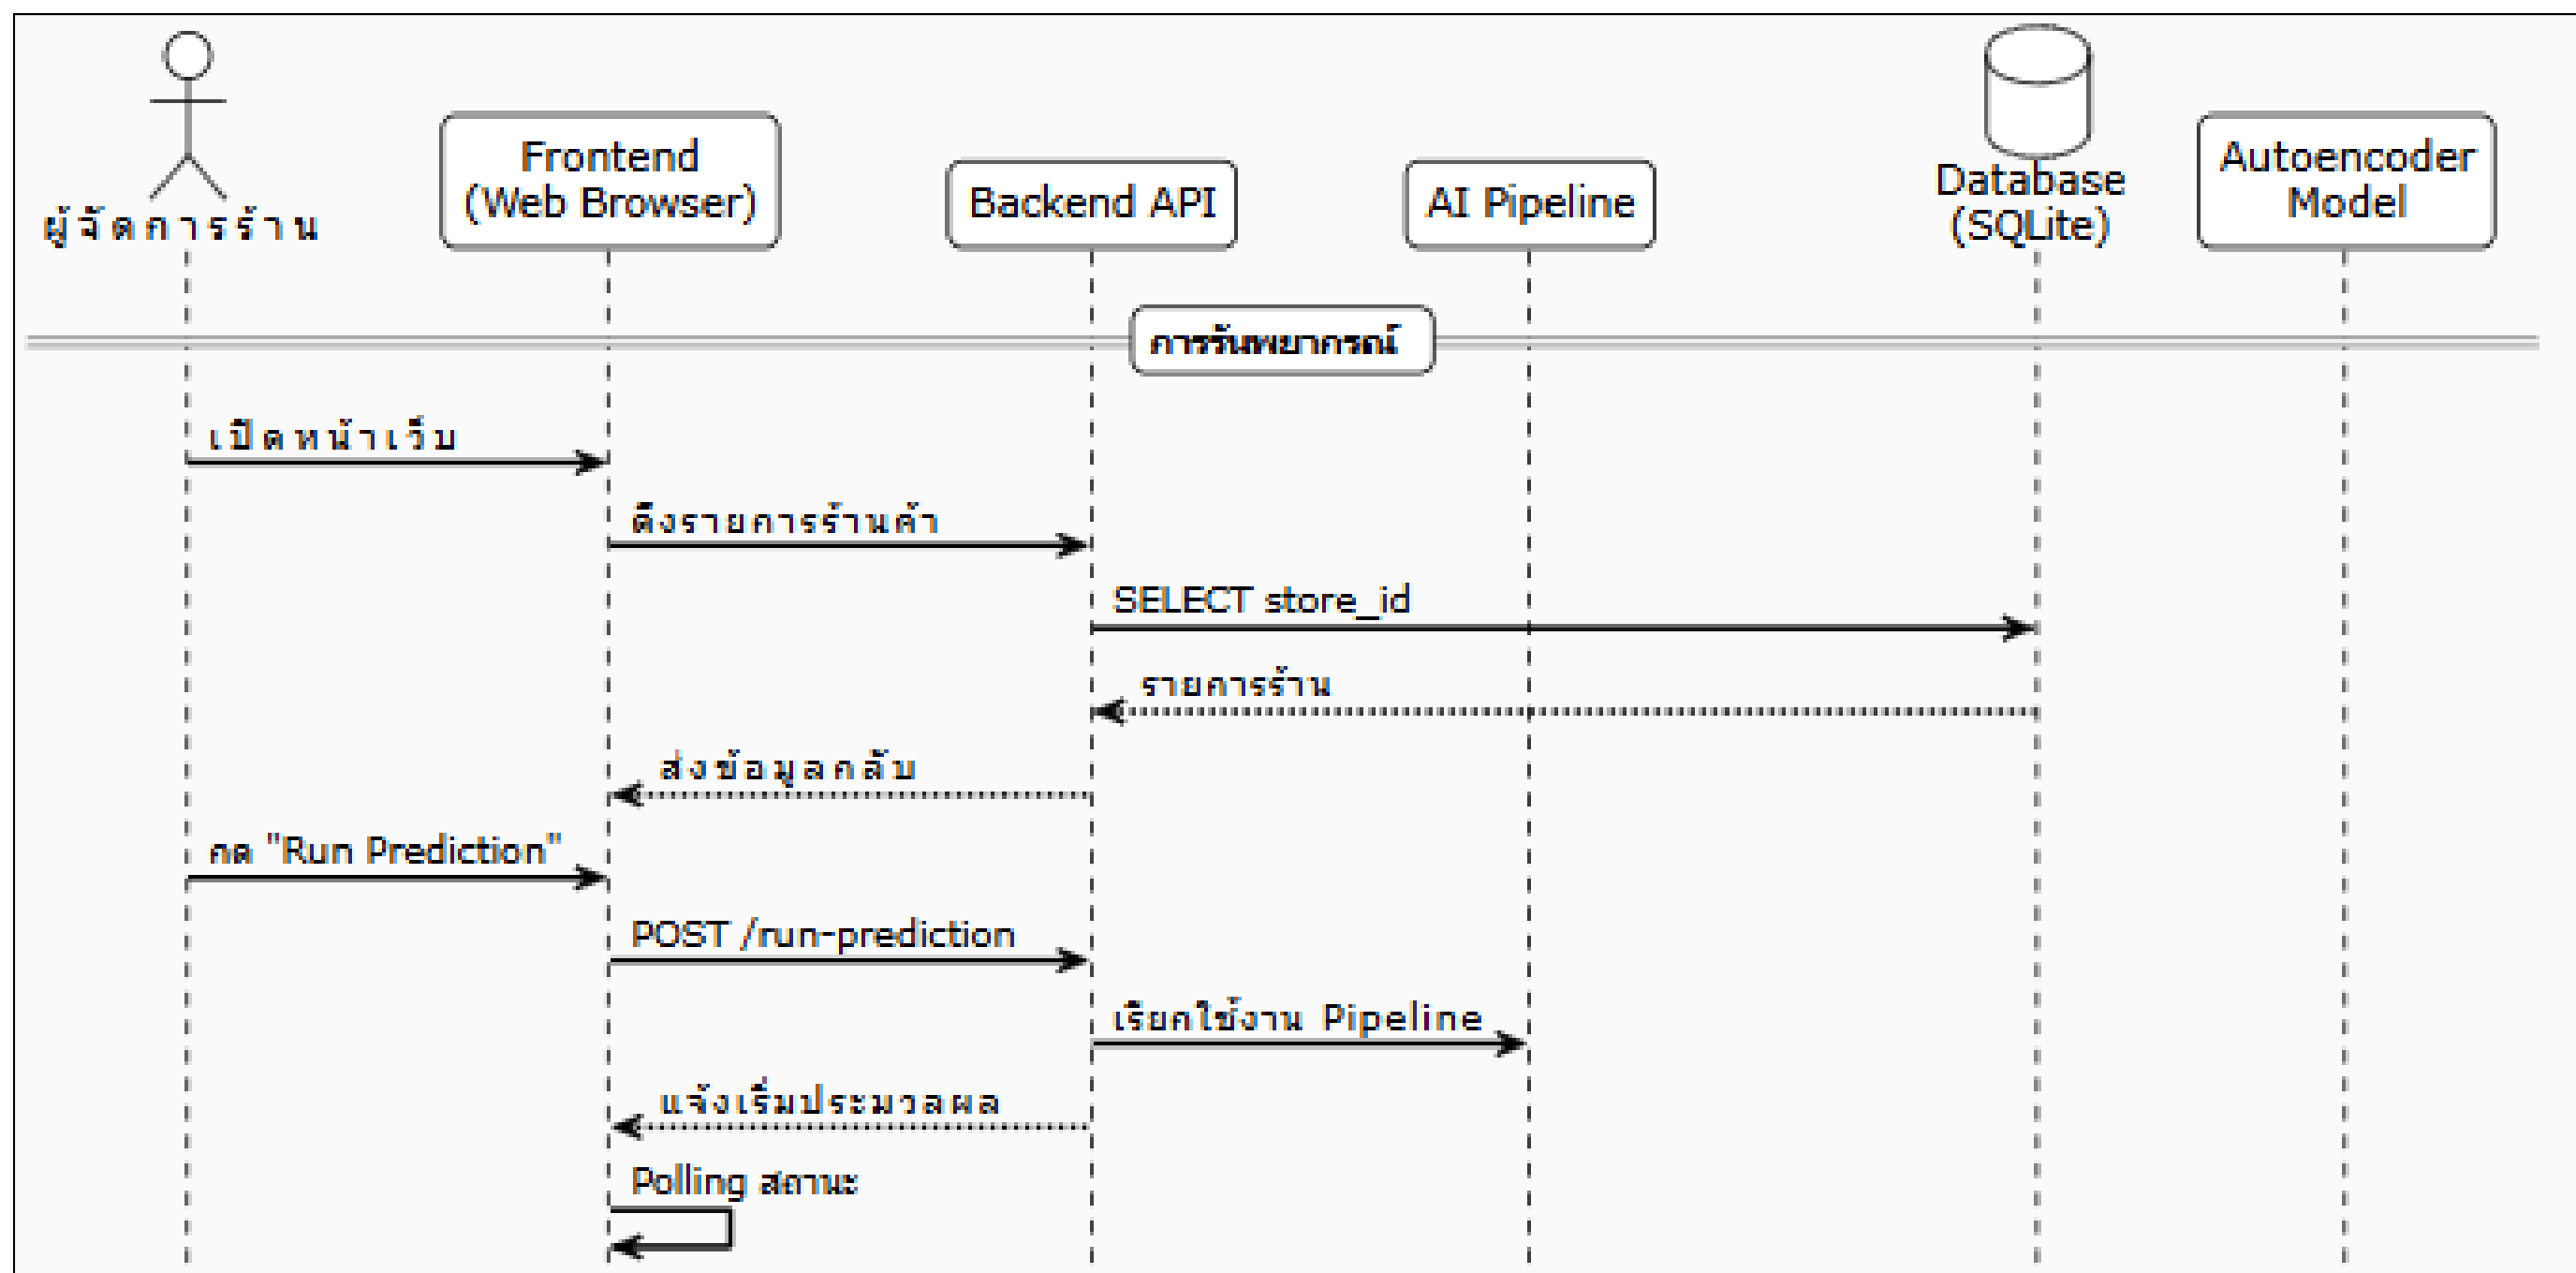 ผู้จัดการร้าน
Frontend
(Web Browser)
Backend API
AI Pipeline
Database
(SQLite)
Autoencoder
Model
การรันพยากรณ์
เปิดหน้าเว็บ
ดึงรายการร้านค้า
SELECT store_id
รายการร้าน
ส่งข้อมูลกลับ
กด "Run Prediction"
POST /run-prediction
เรียกใช้งาน Pipeline
แจ้งเริ่มประมวลผล
Polling สถานะ